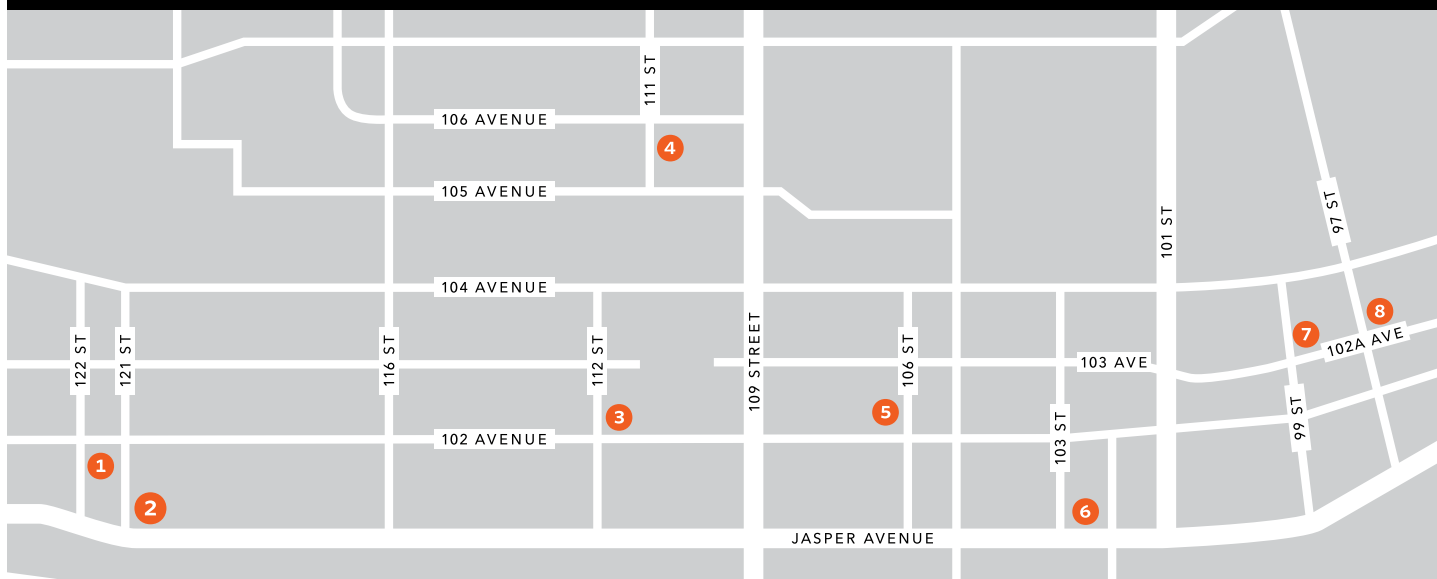 111 ST
106 AVENUE
4
105 AVENUE
97 ST
101 ST
104 AVENUE
8
7
102A AVE
122 ST
121 ST
116 ST
112 ST
109 STREET
106 ST
103 AVE
3
5
99 ST
102 AVENUE
103 ST
1
2
6
JASPER AVENUE